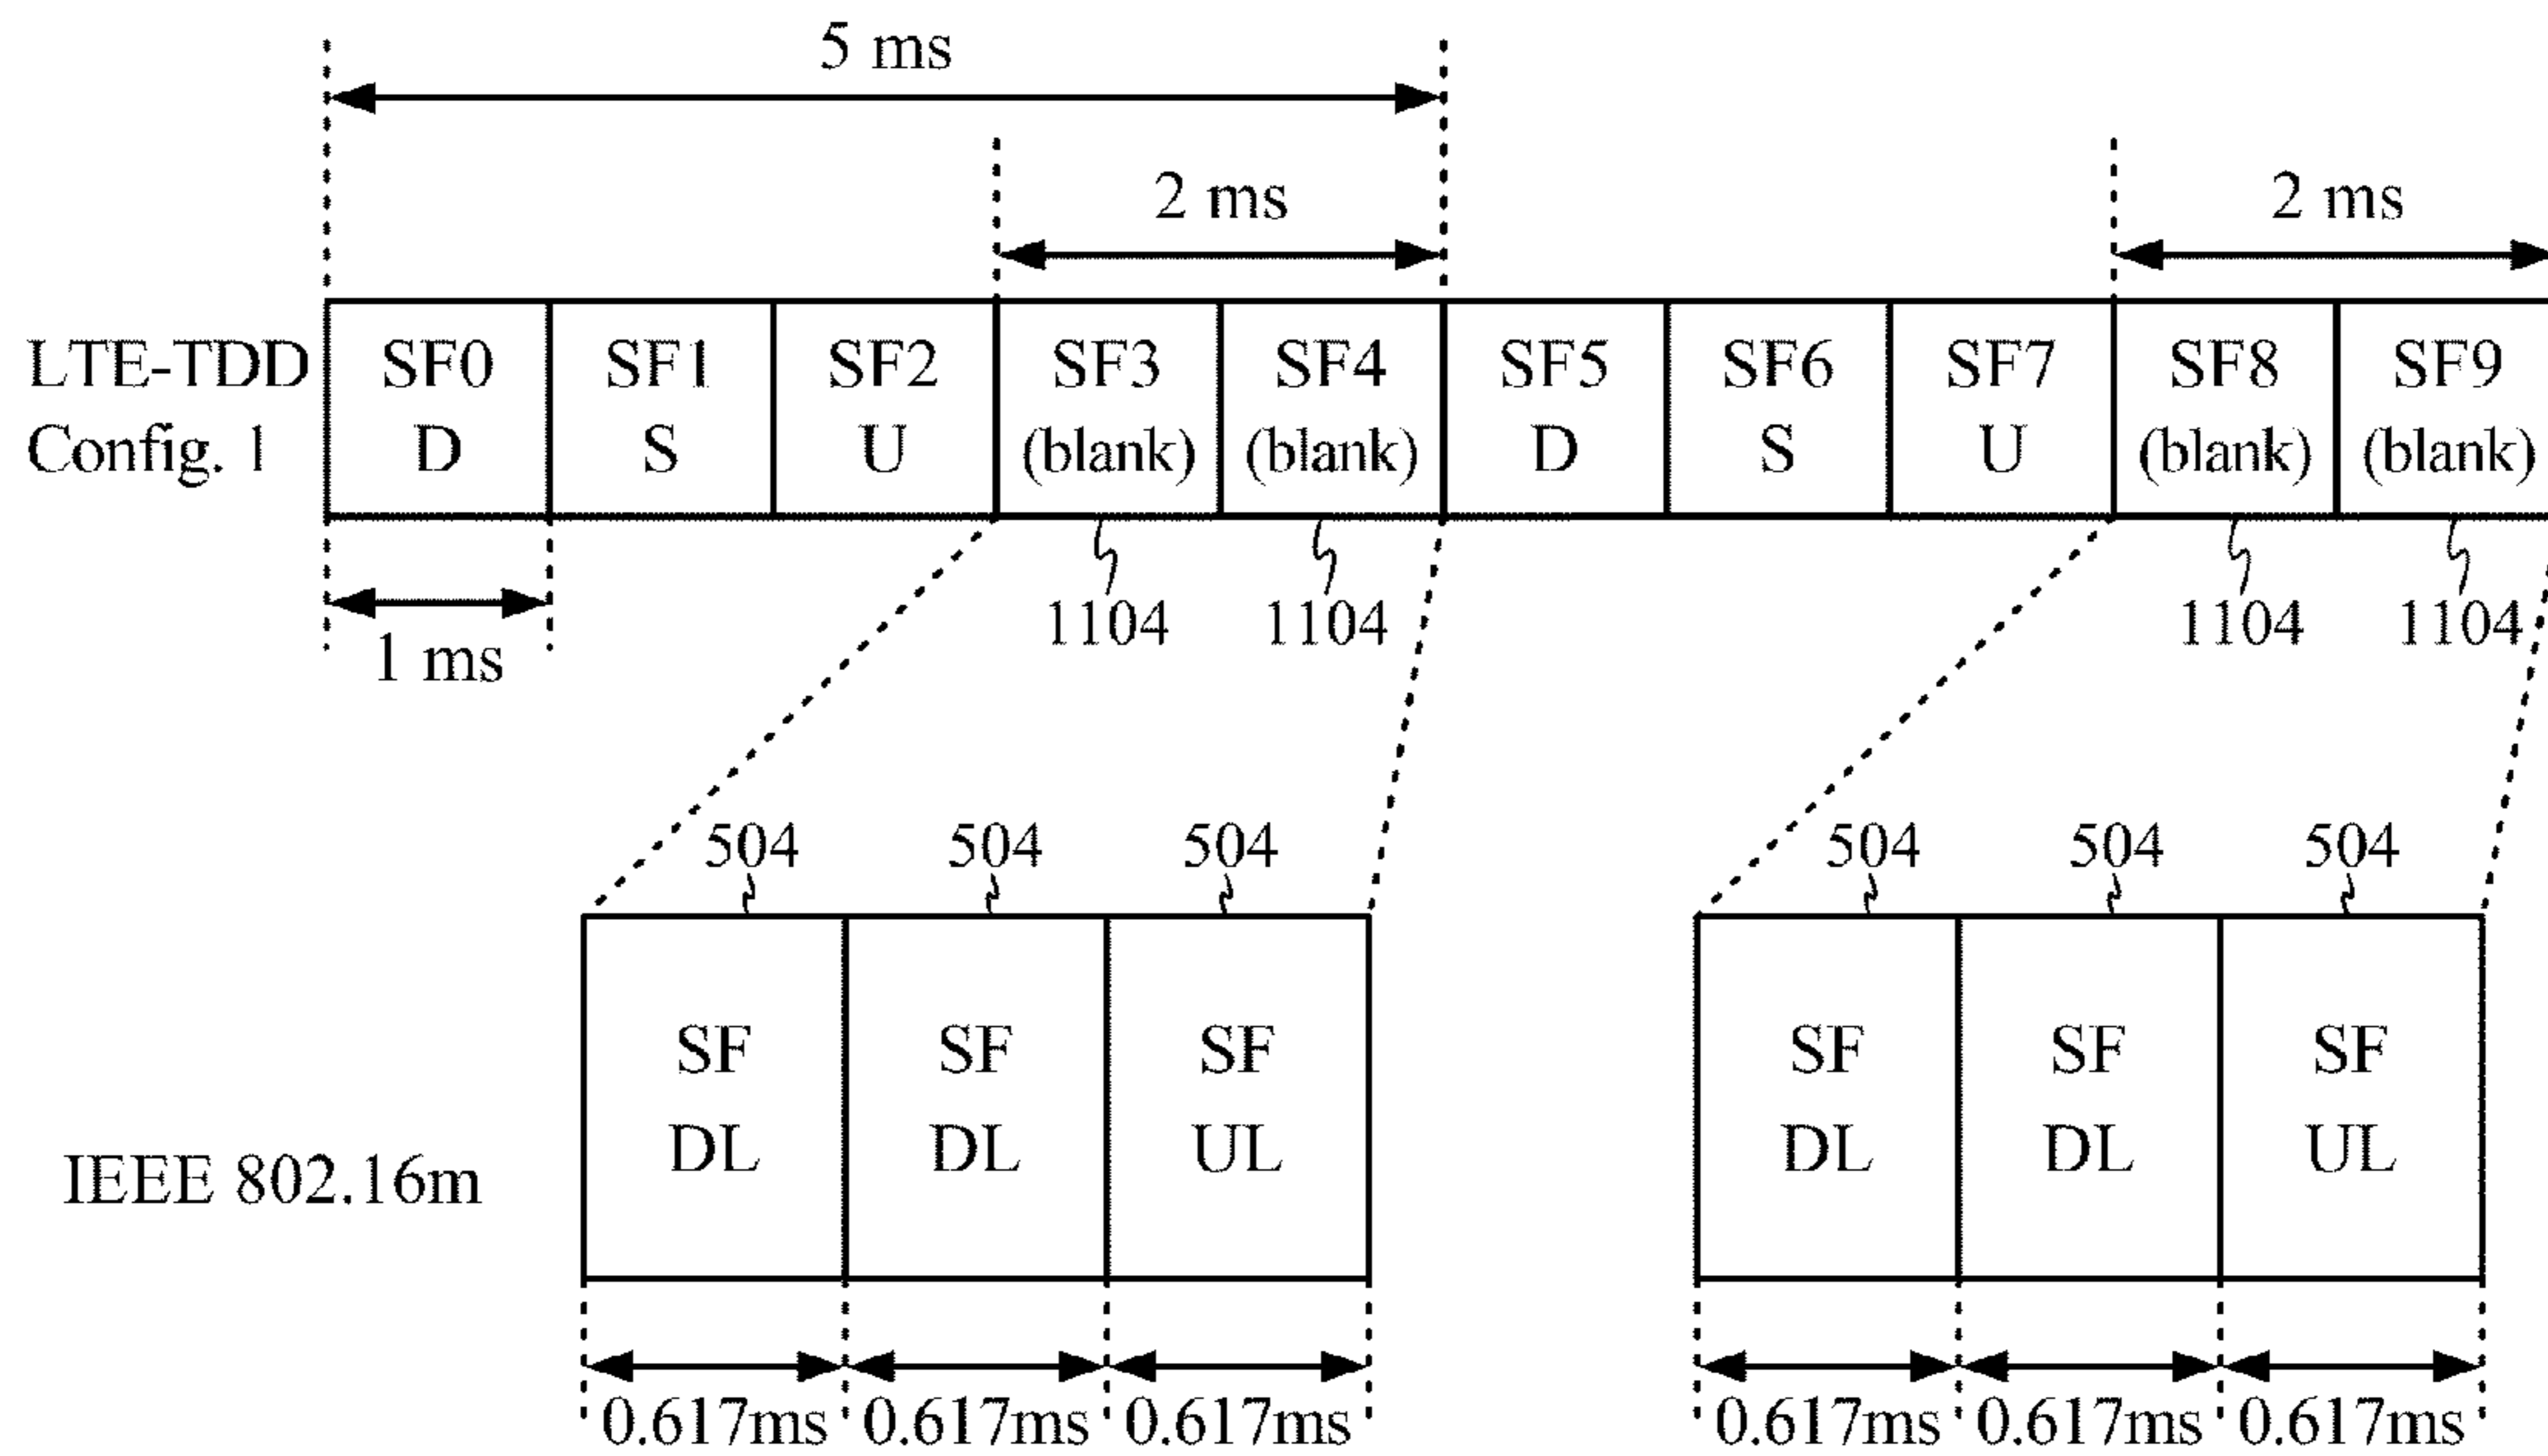 5 ms
2 ms
2 ms
LTE-TDD
Config. 1
SF0
D
SF1
S
SF2
U
SF3
(blank)
SF4
(blank)
SF5
D
SF6
S
SF7
U
SF8
(blank)
SF9
(blank)
1 ms
1104
1104
1104
1104
504
504
504
504
504
504
IEEE 802.16m
SF
DL
SF
DL
SF
UL
SF
DL
SF
DL
SF
UL
0.617ms
0.617ms
0.617ms
0.617ms
0.617ms
0.617ms